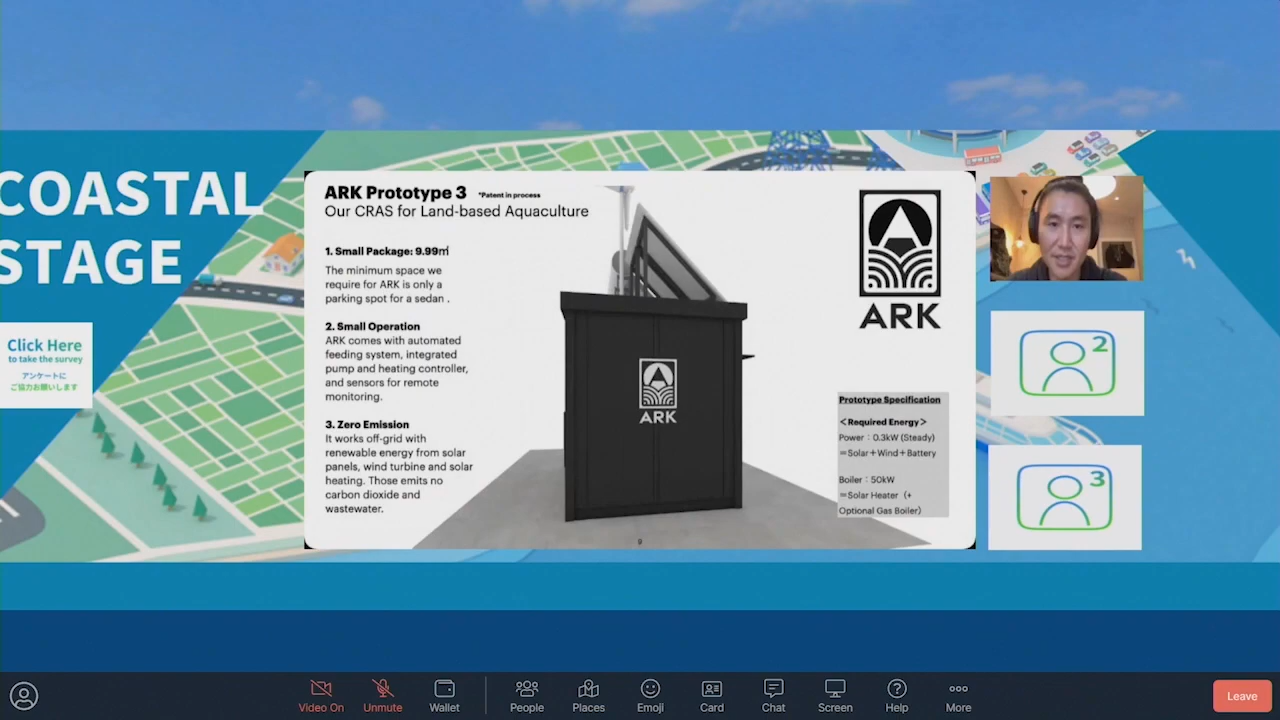 COASTAL
STAGE
Click Here
to take the survey
アンケートに
ご協力お願いします
ARK Prototype 3 *Patent in process
Our CRAS for Land-based Aquaculture
1. Small Package: 9.99㎡
The minimum space we
require for ARK is only a
parking spot for a sedan .
2. Small Operation
ARK comes with automated
feeding system, integrated
pump and heating controller,
and sensors for remote
monitoring.
3. Zero Emission
It works off-grid with
renewable energy from solar
panels, wind turbine and solar
heating. Those emits no
carbon dioxide and
wastewater.
ARK
ARK
Prototype Specification
＜Required Energy＞
Power：0.3kW (Steady)
＝Solar＋Wind＋Battery
Boiler：50kW
＝Solar Heater（+
Optional Gas Boiler）
2
3
Video On
Unmute
Wallet
People
Places
Emoji
Card
Chat
Screen
Help
More
Leave